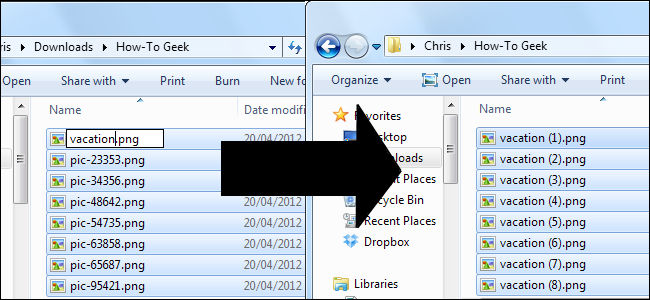 ris ▸ Downloads ▸ How-To Geek
Open Share with Print Burn New fo
Name Date modifi
vacation.png 20/04/2012
pic-23353.png
pic-34356.png 20/04/2012
pic-48642.png 20/04/2012
pic-54735.png 20/04/2012
pic-63858.png 20/04/2012
pic-65687.png 20/04/2012
pic-95421.png 20/04/2012
Chris ▸ How-To Geek
Organize Open Share with Print
Favorites
esktop
loads
t Places
cycle Bin
Recent Places
Dropbox
Libraries
Name
vacation (1).png
vacation (2).png
vacation (3).png
vacation (4).png
vacation (5).png
vacation (6).png
vacation (7).png
vacation (8).png